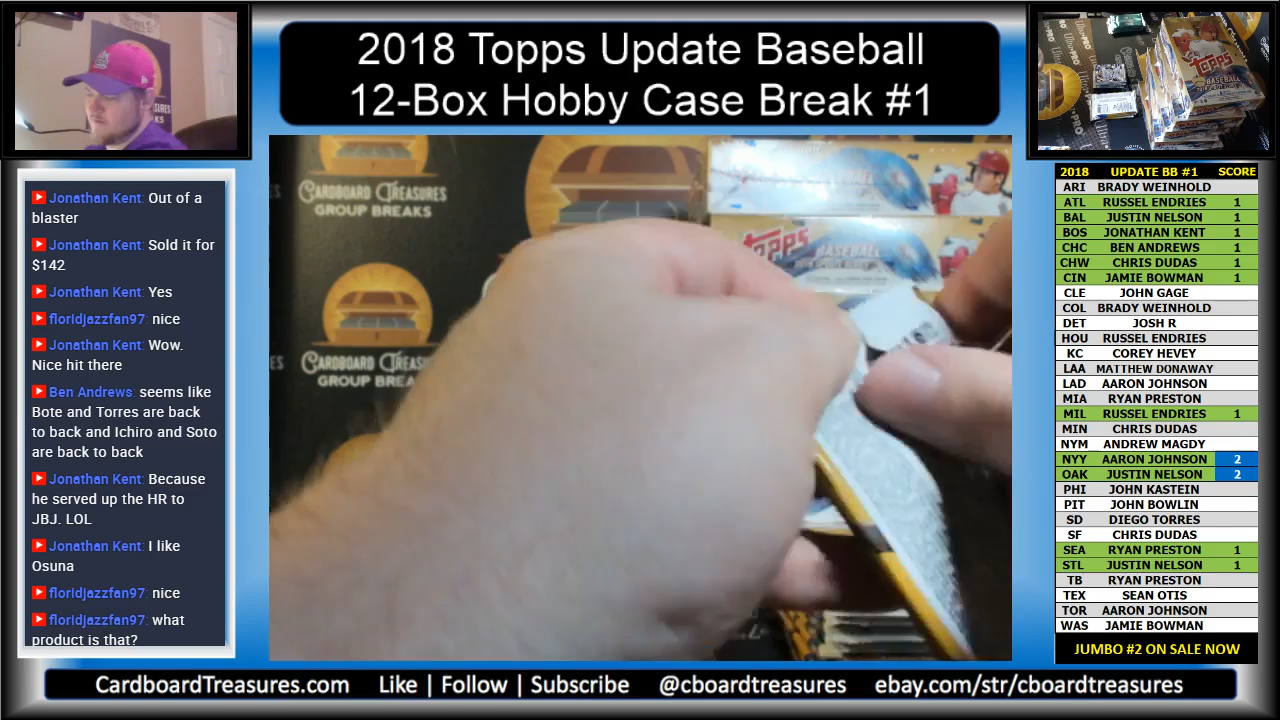 2018 Topps Update Baseball
12-Box Hobby Case Break #1
Jonathan Kent: Out of a
blaster
Jonathan Kent: Sold it for
$142
Jonathan Kent: Yes
floridjazzfan97: nice
Jonathan Kent: Wow.
Nice hit there
Ben Andrews: seems like
Bote and Torres are back
to back and Ichiro and Soto
are back to back
Jonathan Kent: Because
he served up the HR to
JBJ. LOL
Jonathan Kent: I like
Osuna
floridjazzfan97: nice
floridjazzfan97: what
product is that?
CARDBOARD TREASURES
GROUP BREAKS
CARDBOARD TREASURES
GROUP BREA
TOPPS
BASEBALL
Topps
BASEBALL
2018 UPDATE BB #1 SCORE
ARI BRADY WEINHOLD
ATL RUSSEL ENDRIES 1
BAL JUSTIN NELSON 1
BOS JONATHAN KENT 1
CHC BEN ANDREWS 1
CHW CHRIS DUDAS 1
CIN JAMIE BOWMAN 1
CLE JOHN GAGE
COL BRADY WEINHOLD
DET JOSH R
HOU RUSSEL ENDRIES
KC COREY HEVEY
LAA MATTHEW DONAWAY
LAD AARON JOHNSON
MIA RYAN PRESTON
MIL RUSSEL ENDRIES 1
MIN CHRIS DUDAS
NYM ANDREW MAGDY
NYY AARON JOHNSON 2
OAK JUSTIN NELSON 2
PHI JOHN KASTEIN
PIT JOHN BOWLIN
SD DIEGO TORRES
SF CHRIS DUDAS
SEA RYAN PRESTON 1
STL JUSTIN NELSON 1
TB RYAN PRESTON
TEX SEAN OTIS
TOR AARON JOHNSON
WAS JAMIE BOWMAN
JUMBO #2 ON SALE NOW
CardboardTreasures.com Like | Follow | Subscribe @cboardtreasures ebay.com/str/cboardtreasures